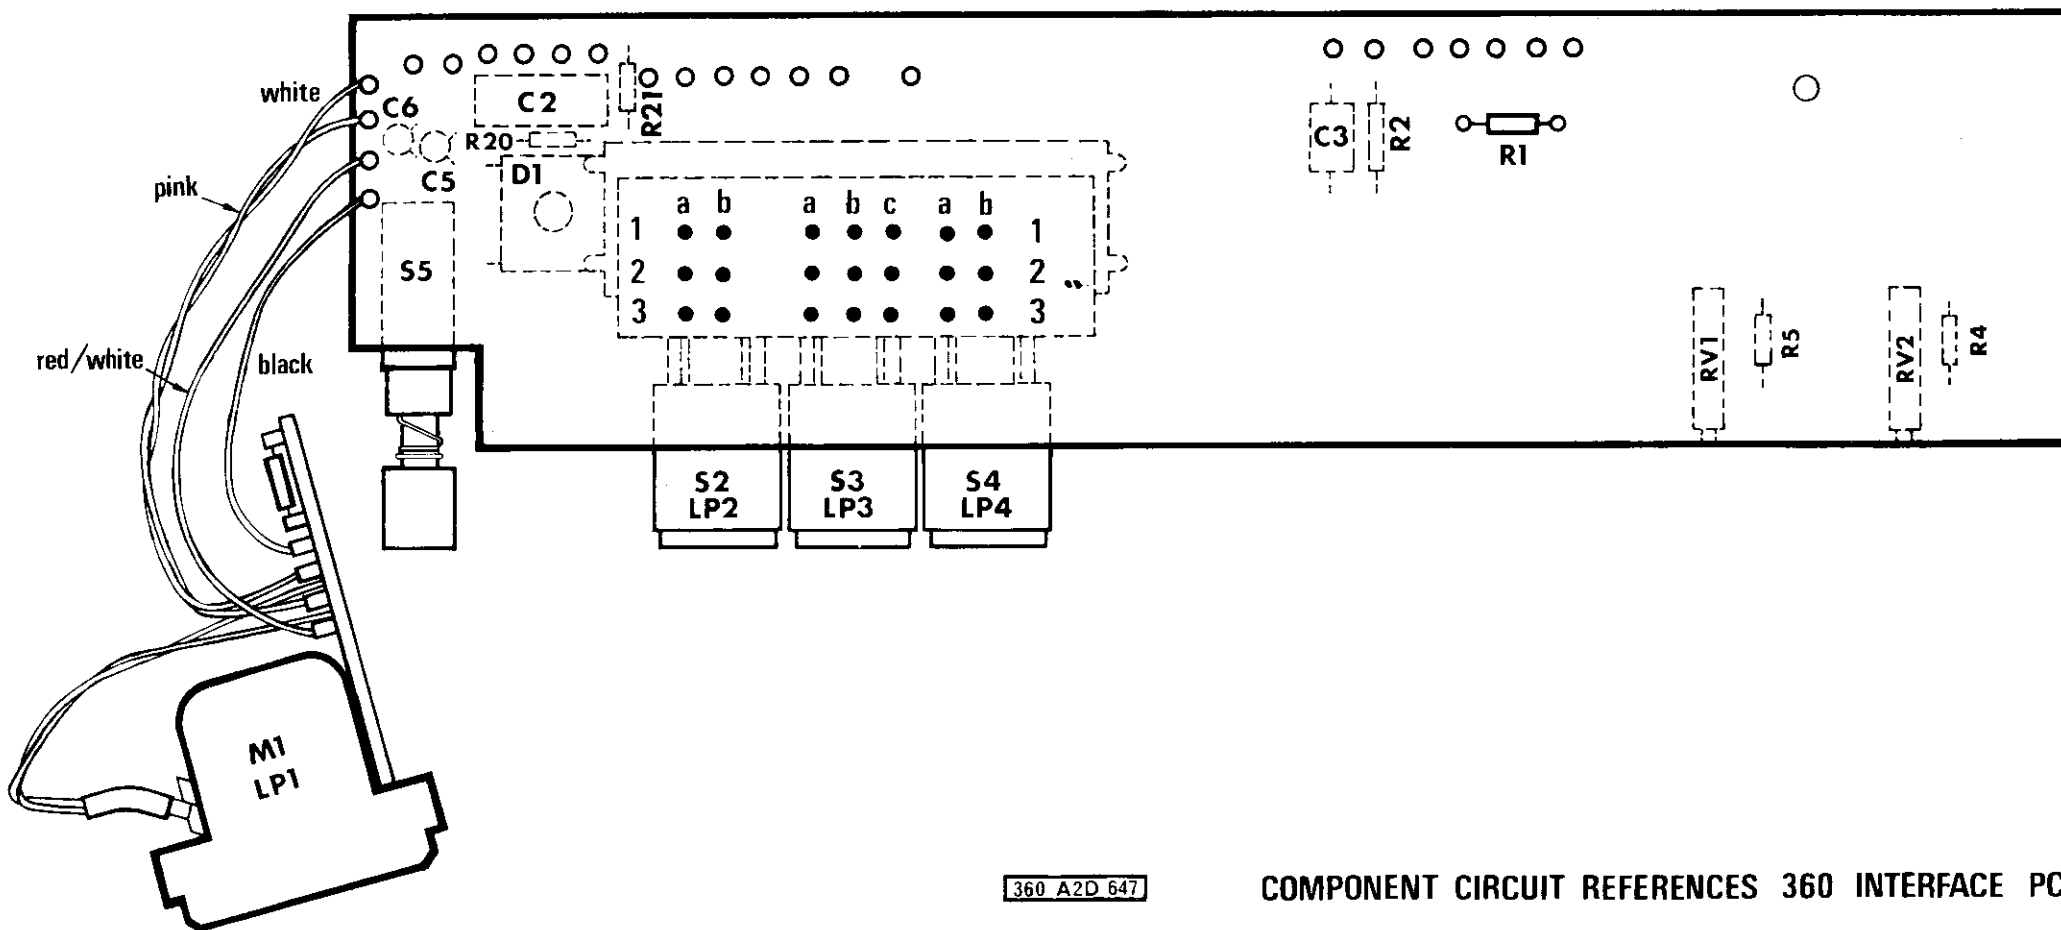 white
C6
C2
R21
R20
C5
D1
pink
C3
R2
R1
a b a b c a b
1 1
2 2
3 3
S5
red/white
black
RV1
R5
RV2
R4
S2
LP2
S3
LP3
S4
LP4
M1
LP1
360 A2D 647
COMPONENT CIRCUIT REFERENCES 360 INTERFACE PC